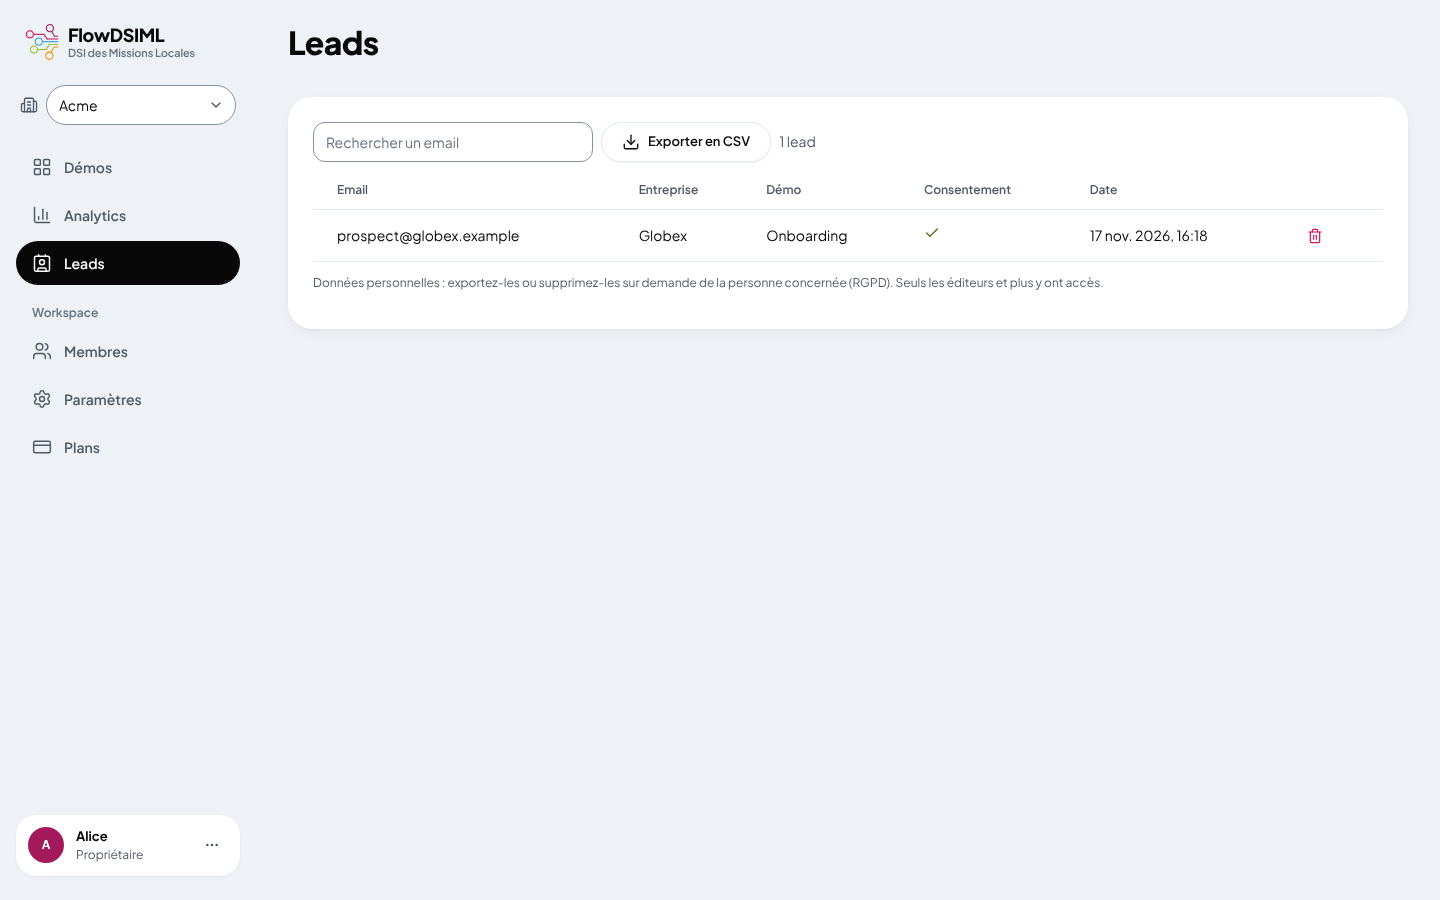 FlowDSIML
DSI des Missions Locales
Acme
Démos
Analytics
Leads
Workspace
Membres
Paramètres
Plans
A
Alice
Propriétaire
Leads
Rechercher un email
Exporter en CSV
1 lead
Email Entreprise Démo Consentement Date
prospect@globex.example Globex Onboarding 17 nov. 2026, 16:18
Données personnelles : exportez-les ou supprimez-les sur demande de la personne concernée (RGPD). Seuls les éditeurs et plus y ont accès.